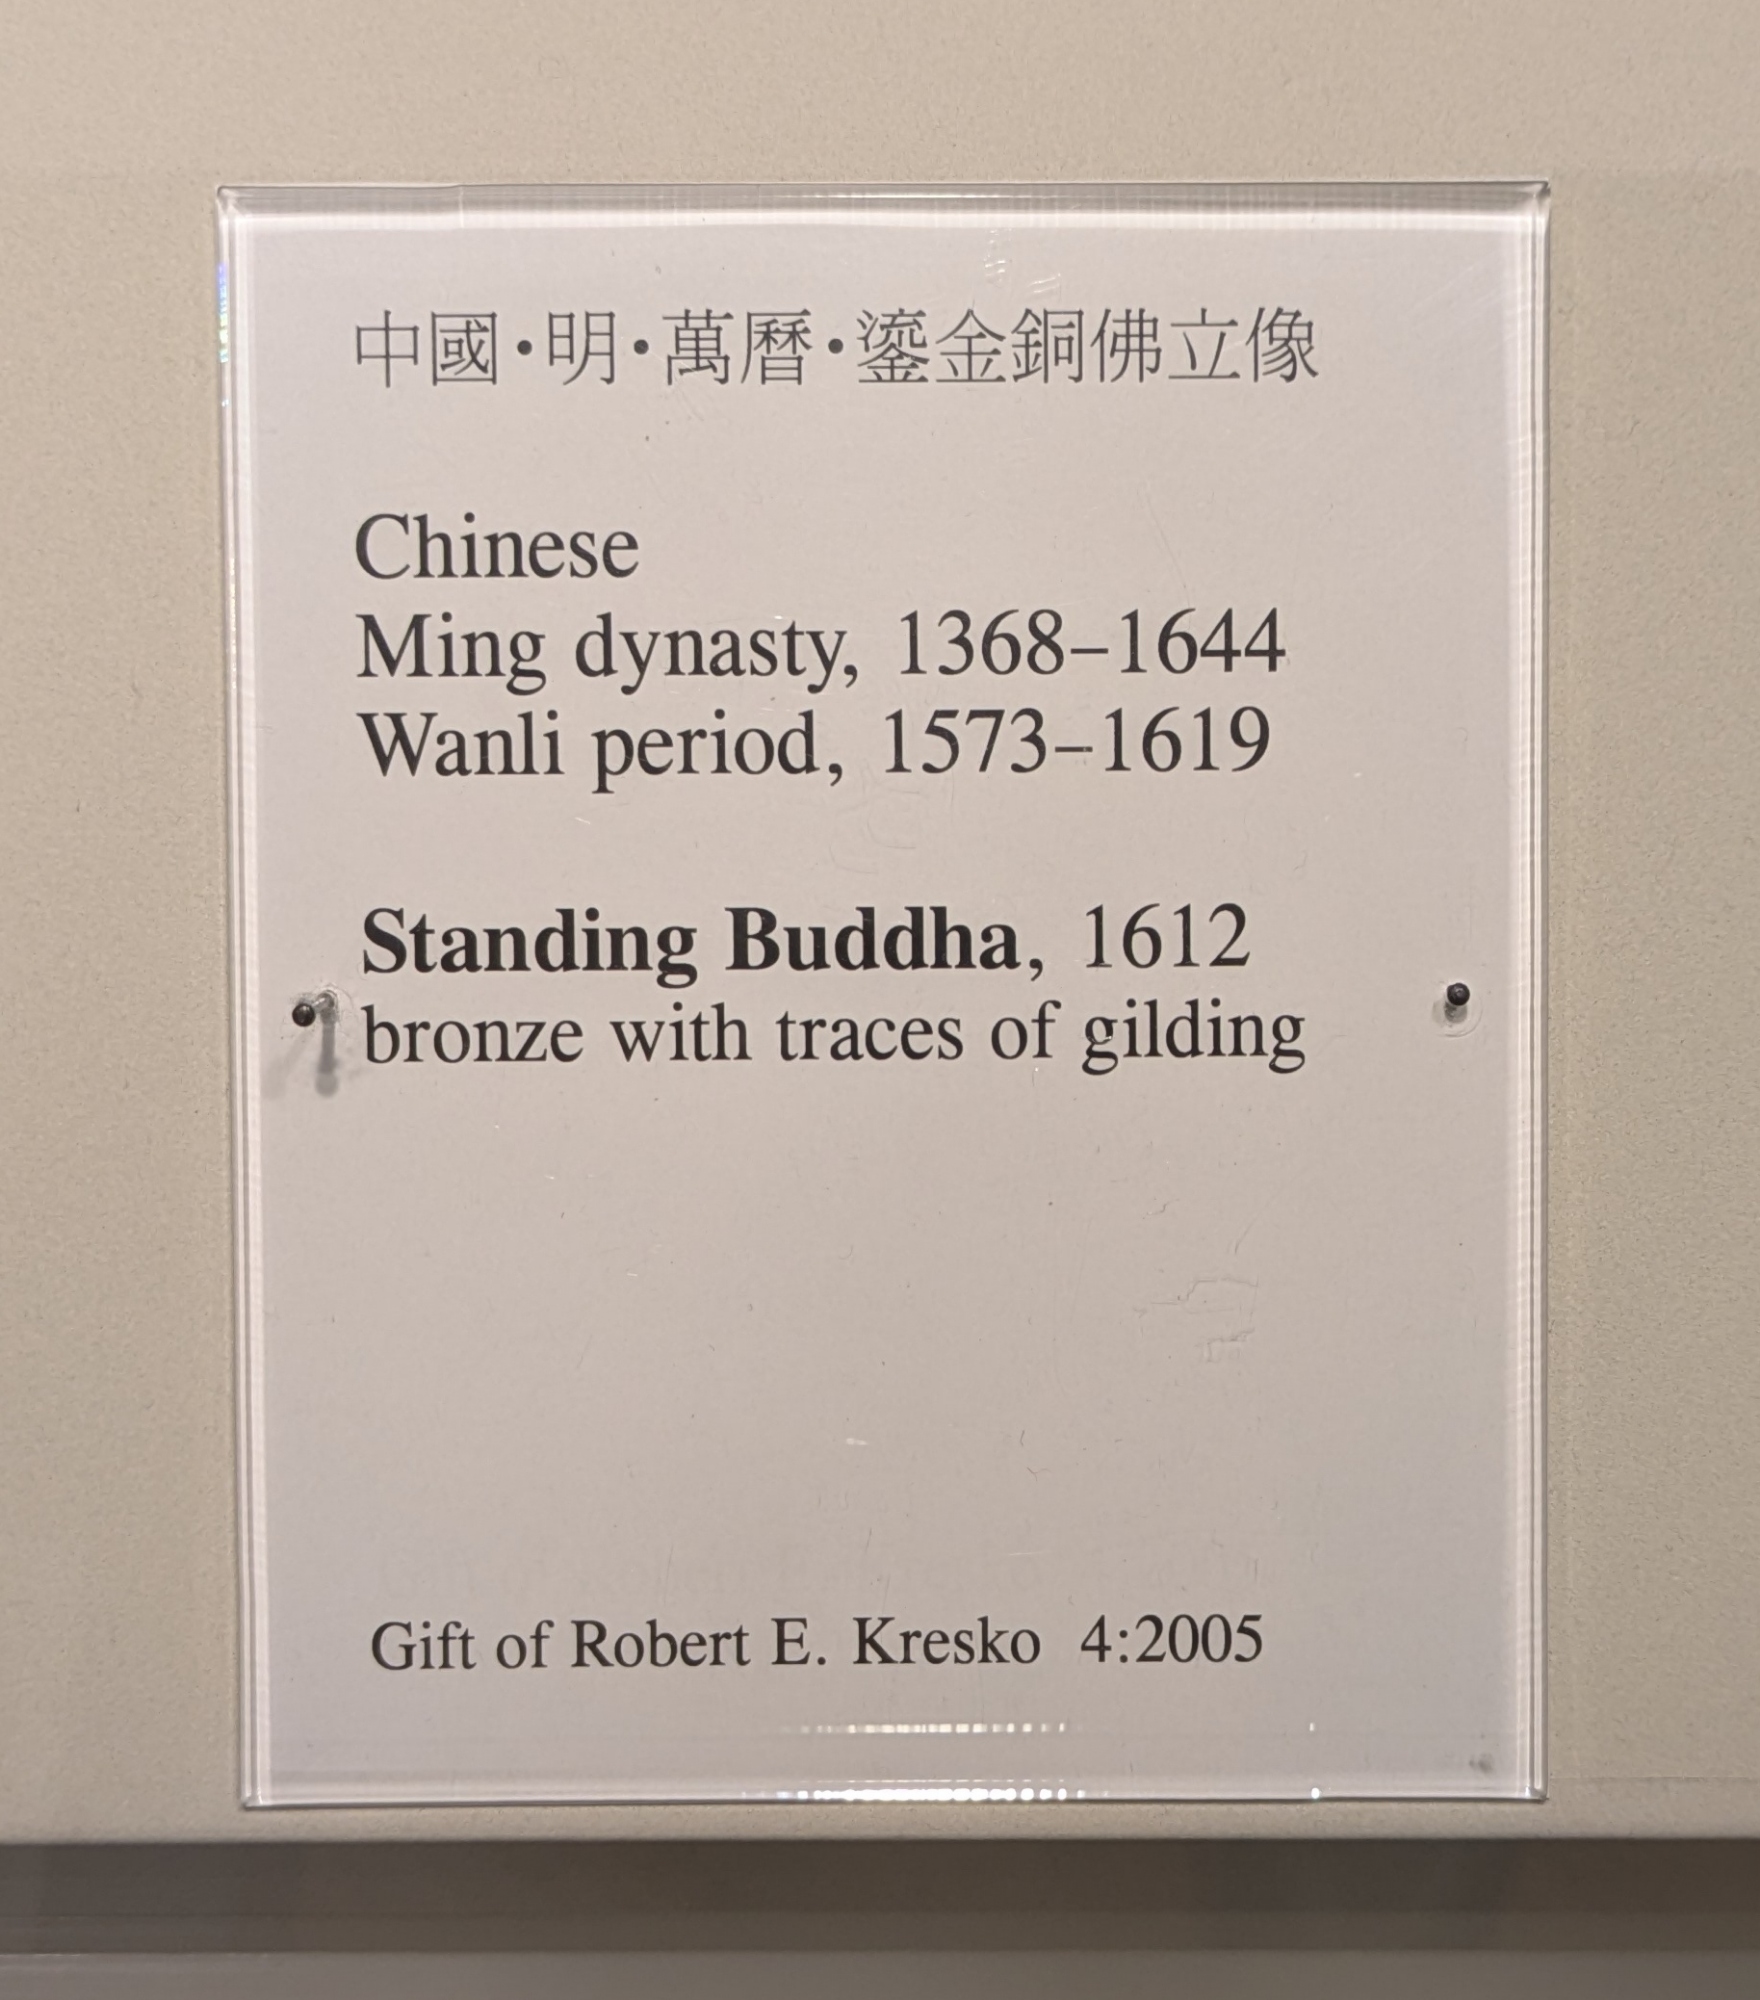 中國·明·萬曆·鎏金銅佛立像
Chinese
Ming dynasty, 1368–1644
Wanli period, 1573–1619
Standing Buddha, 1612
bronze with traces of gilding
Gift of Robert E. Kresko 4:2005